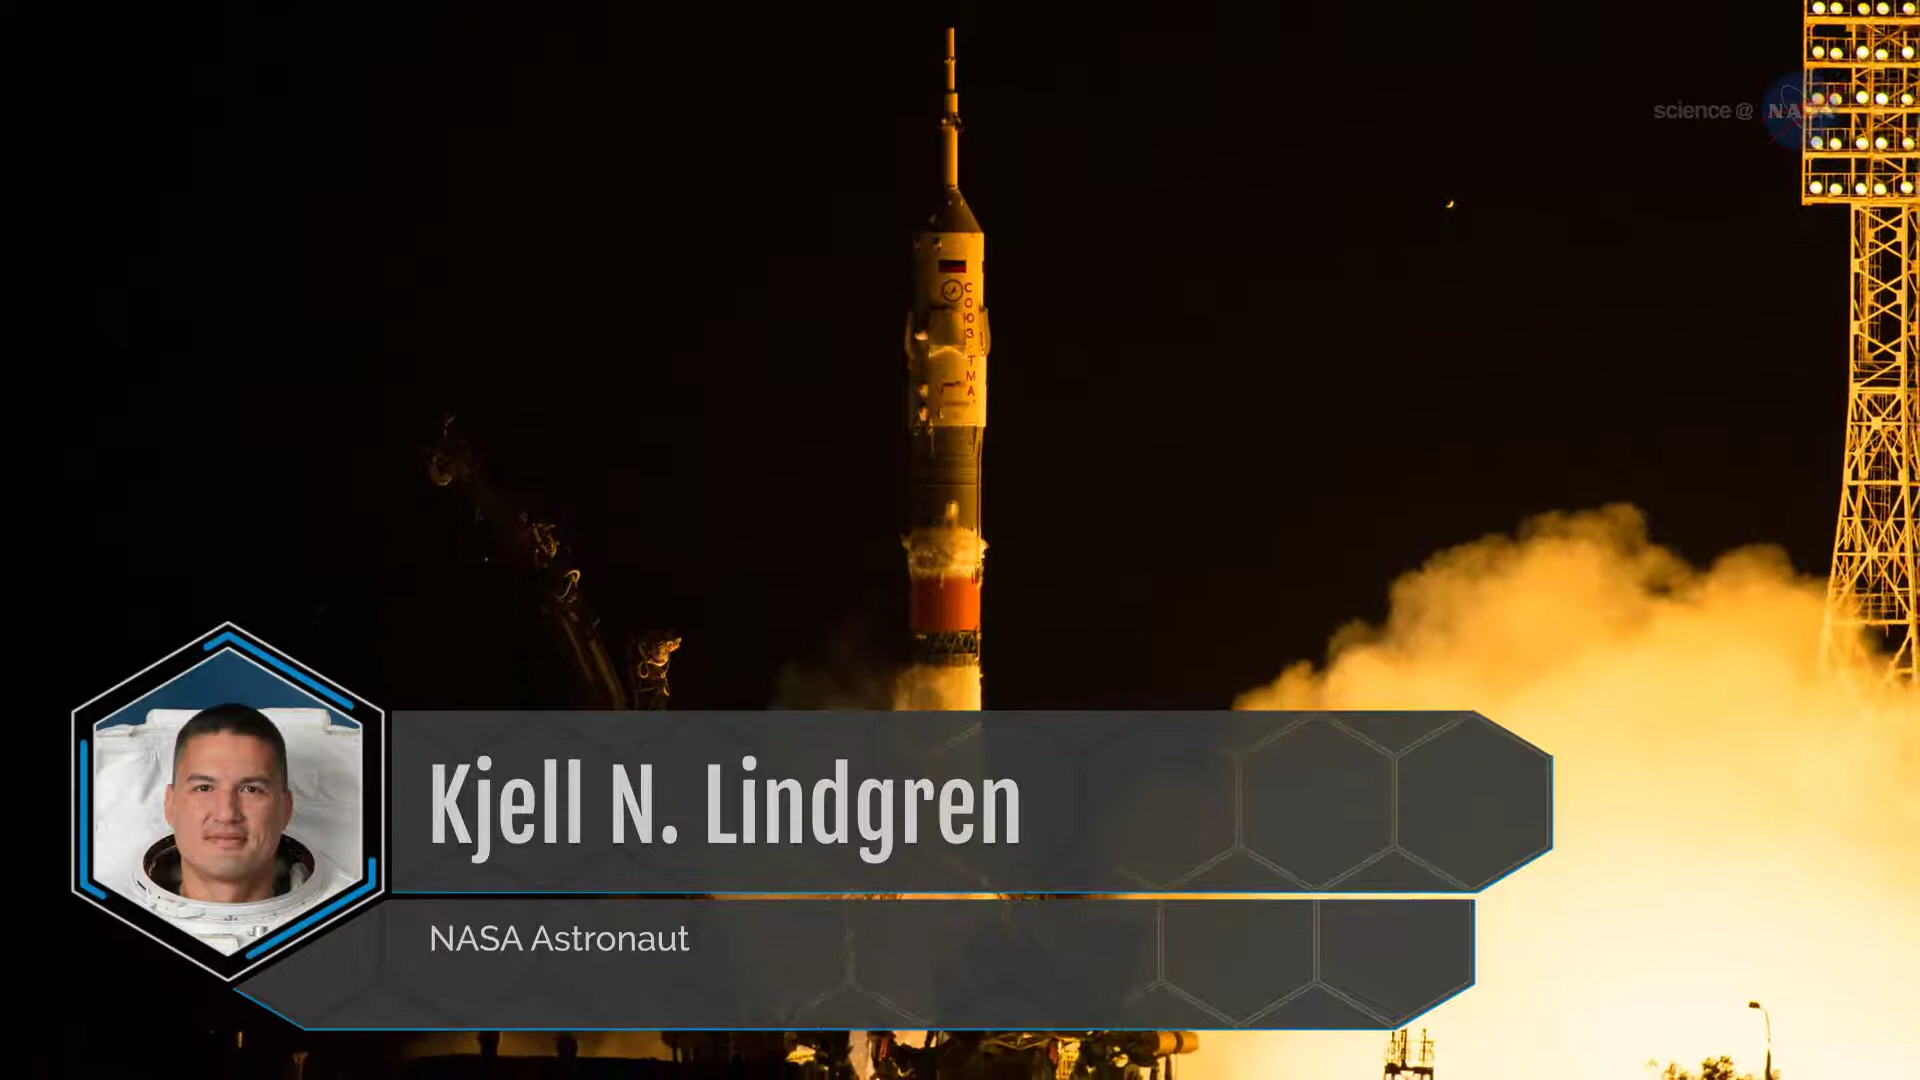 science @ NASA
СОЮЗ ТМА
Kjell N. Lindgren
NASA Astronaut